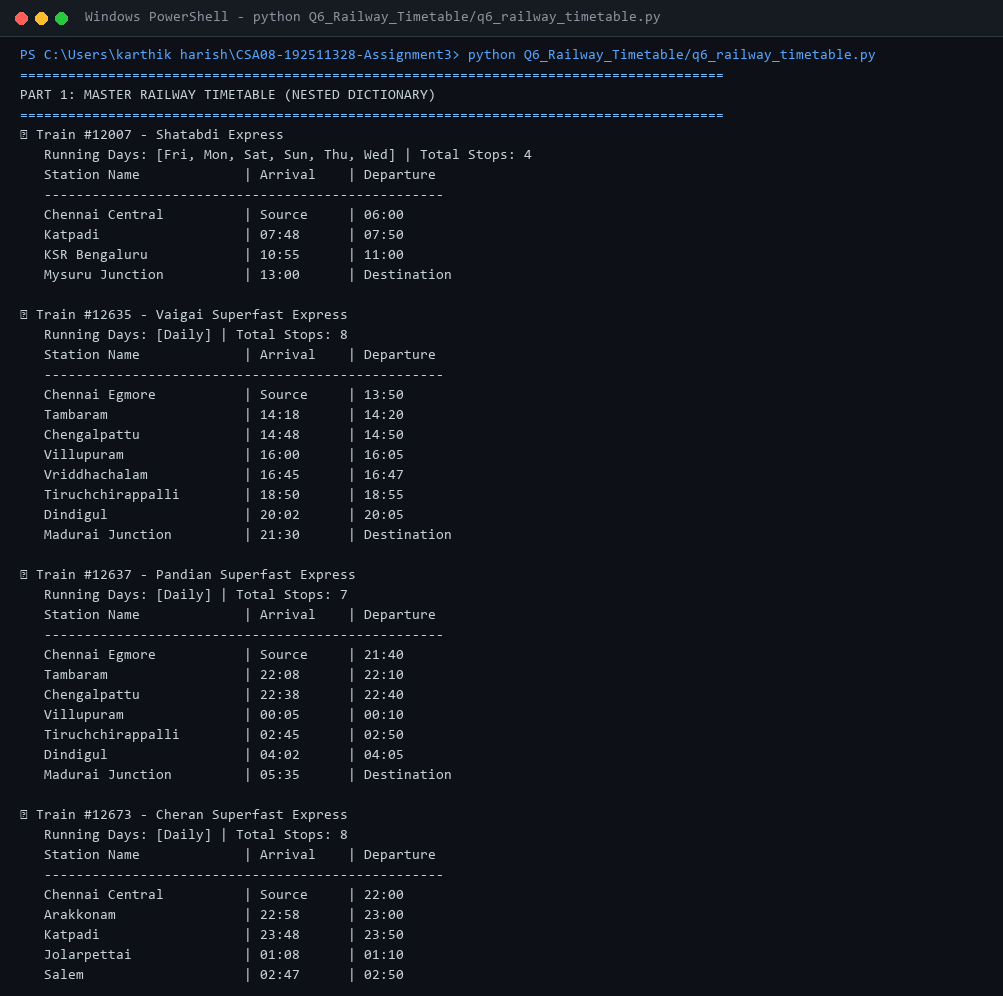 Windows PowerShell - python Q6_Railway_Timetable/q6_railway_timetable.py
PS C:\Users\karthik harish\CSA08-192511328-Assignment3> python Q6_Railway_Timetable/q6_railway_timetable.py
========================================================================================
PART 1: MASTER RAILWAY TIMETABLE (NESTED DICTIONARY)
========================================================================================
Train #12007 - Shatabdi Express
Running Days: [Fri, Mon, Sat, Sun, Thu, Wed] | Total Stops: 4
Station Name | Arrival | Departure
--------------------------------------------------
Chennai Central | Source | 06:00
Katpadi | 07:48 | 07:50
KSR Bengaluru | 10:55 | 11:00
Mysuru Junction | 13:00 | Destination
Train #12635 - Vaigai Superfast Express
Running Days: [Daily] | Total Stops: 8
Station Name | Arrival | Departure
--------------------------------------------------
Chennai Egmore | Source | 13:50
Tambaram | 14:18 | 14:20
Chengalpattu | 14:48 | 14:50
Villupuram | 16:00 | 16:05
Vriddhachalam | 16:45 | 16:47
Tiruchchirappalli | 18:50 | 18:55
Dindigul | 20:02 | 20:05
Madurai Junction | 21:30 | Destination
Train #12637 - Pandian Superfast Express
Running Days: [Daily] | Total Stops: 7
Station Name | Arrival | Departure
--------------------------------------------------
Chennai Egmore | Source | 21:40
Tambaram | 22:08 | 22:10
Chengalpattu | 22:38 | 22:40
Villupuram | 00:05 | 00:10
Tiruchchirappalli | 02:45 | 02:50
Dindigul | 04:02 | 04:05
Madurai Junction | 05:35 | Destination
Train #12673 - Cheran Superfast Express
Running Days: [Daily] | Total Stops: 8
Station Name | Arrival | Departure
--------------------------------------------------
Chennai Central | Source | 22:00
Arakkonam | 22:58 | 23:00
Katpadi | 23:48 | 23:50
Jolarpettai | 01:08 | 01:10
Salem | 02:47 | 02:50